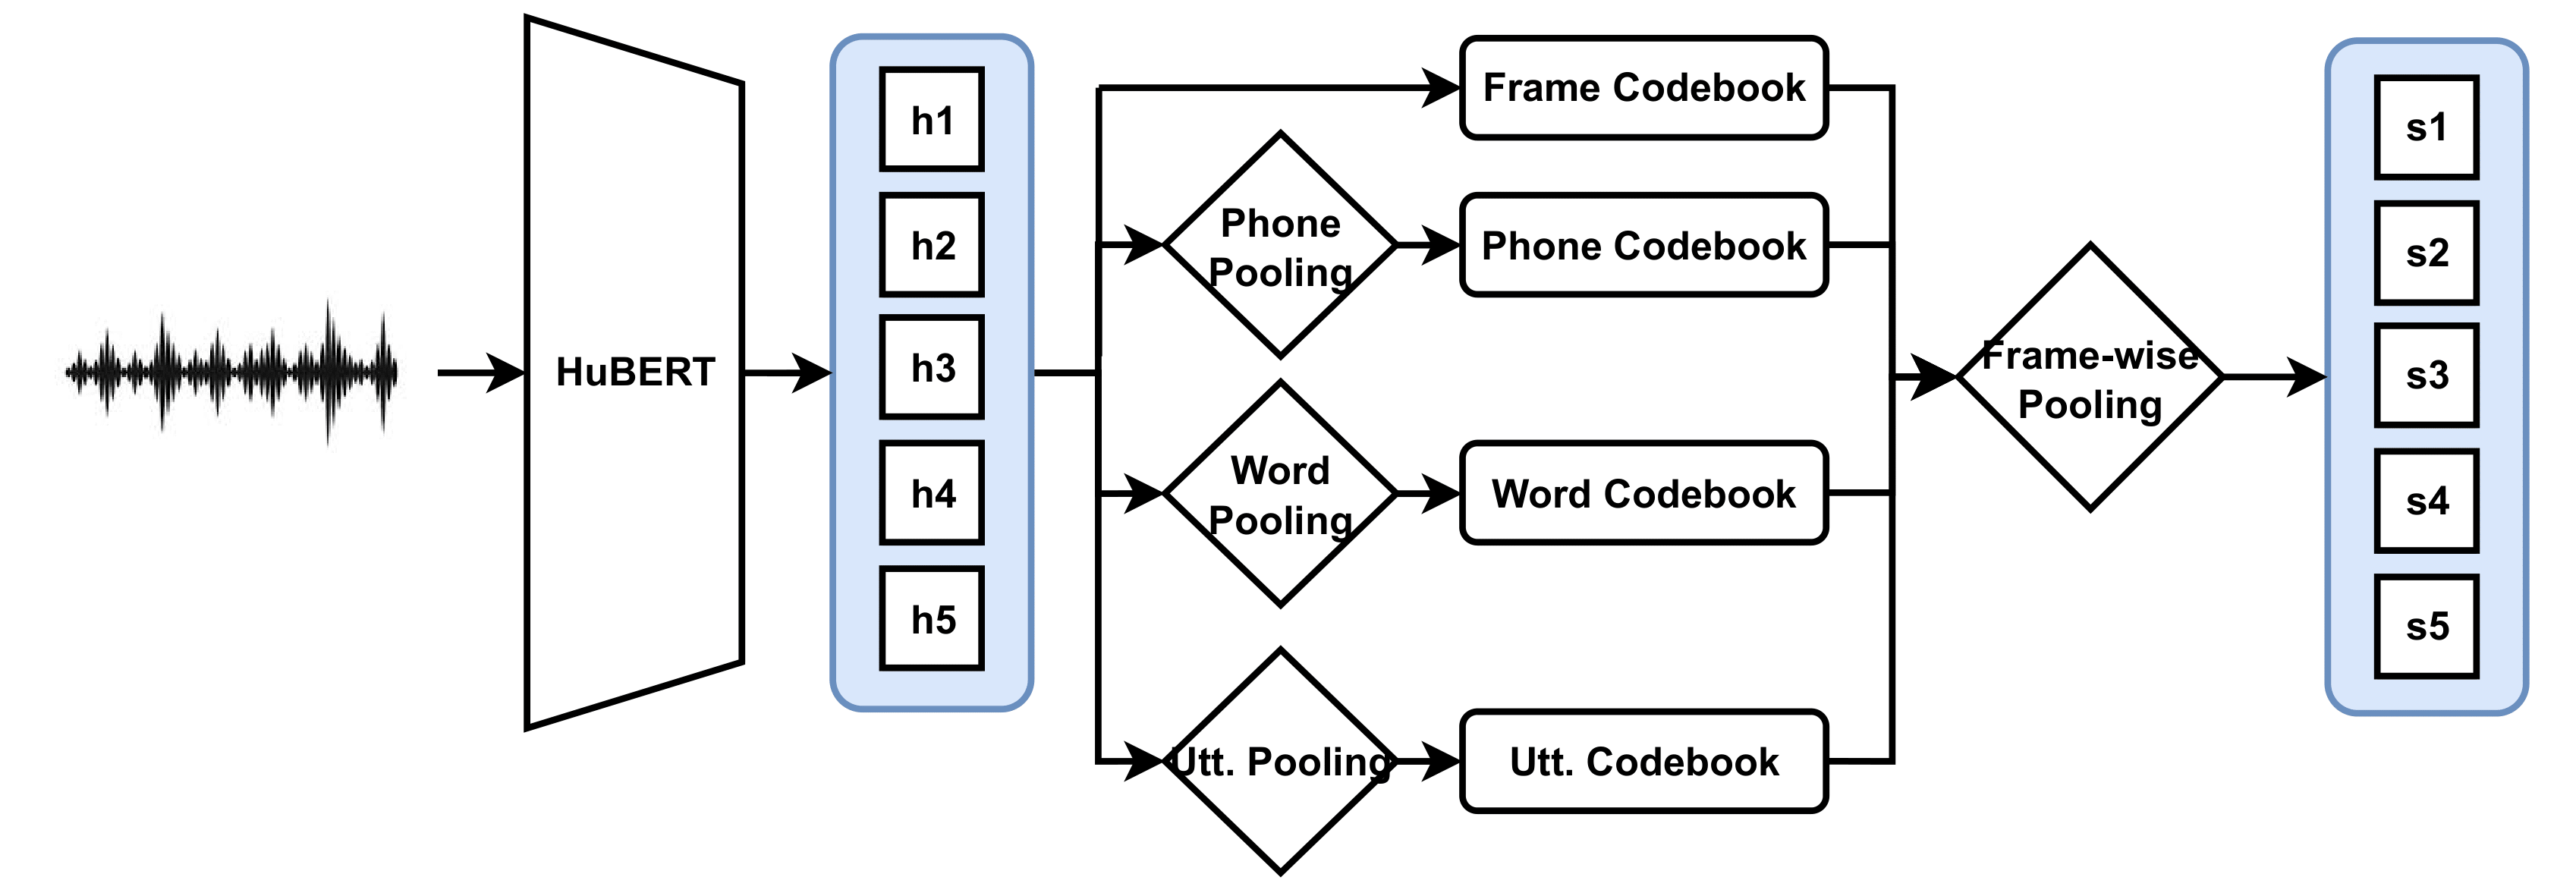 HuBERT
h1
h2
h3
h4
h5
Frame Codebook
Phone
Pooling
Phone Codebook
Word
Pooling
Word Codebook
Utt. Pooling
Utt. Codebook
Frame-wise
Pooling
s1
s2
s3
s4
s5